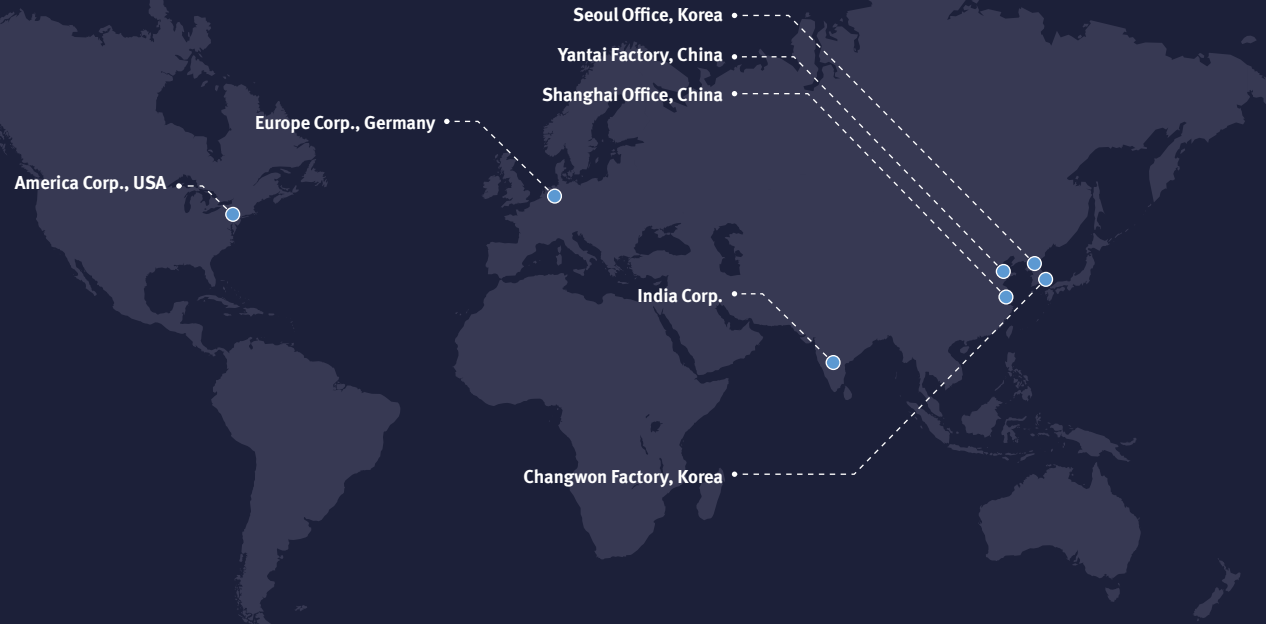 Seoul Office, Korea
Yantai Factory, China
Shanghai Office, China
Europe Corp., Germany
America Corp., USA
India Corp.
Changwon Factory, Korea